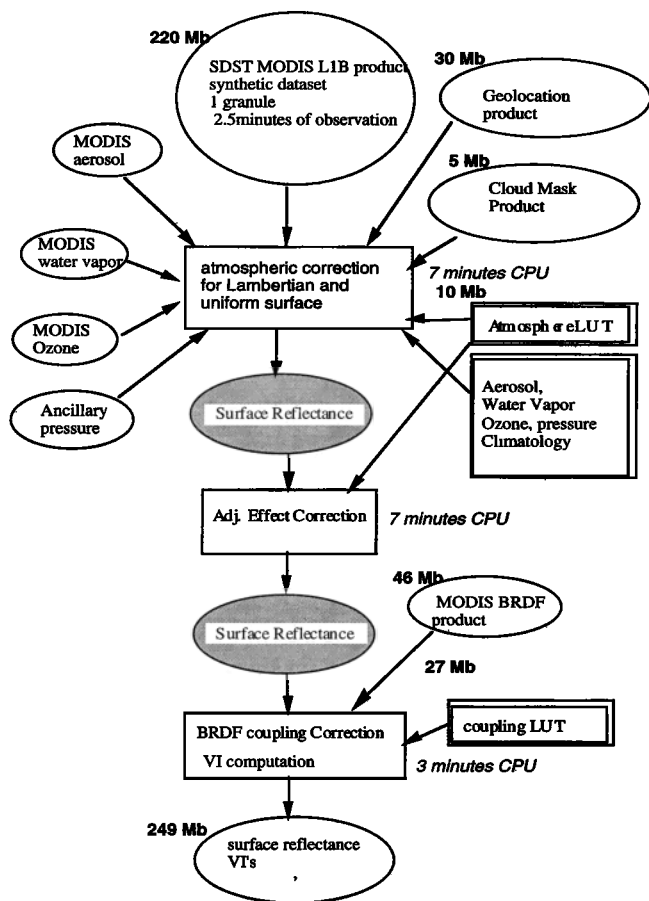 220 Mb
SDST MODIS L1B product
synthetic dataset
1 granule
2.5minutes of observation
30 Mb
Geolocation
product
MODIS
aerosol
5 Mb
Cloud Mask
Product
MODIS
water vapor
atmospheric correction
for Lambertian and
uniform surface
7 minutes CPU
10 Mb
MODIS
Ozone
Atmosph ere LUT
Ancillary
pressure
Aerosol,
Water Vapor
Ozone, pressure
Climatology
Surface Reflectance
Adj. Effect Correction
7 minutes CPU
46 Mb
MODIS BRDF
product
Surface Reflectance
27 Mb
BRDF coupling Correction
VI computation
coupling LUT
3 minutes CPU
249 Mb
surface reflectance
VI's
,